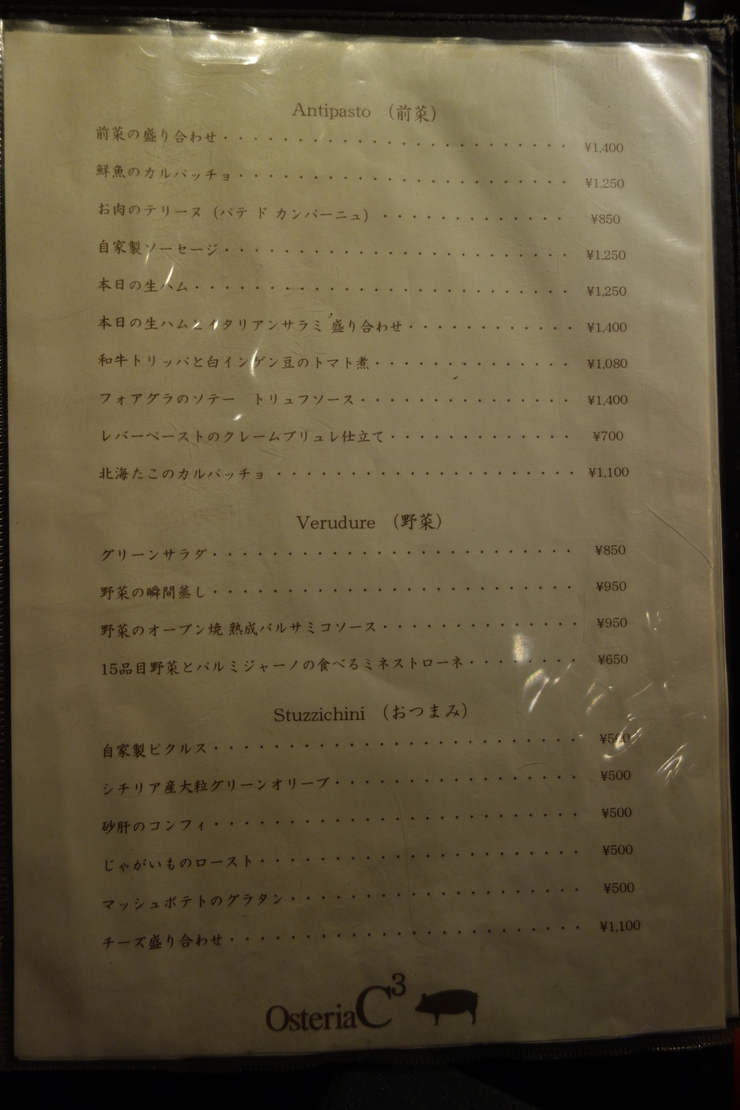 Antipasto （前菜）
前菜の盛り合わせ・・・・・・・・・・・・・・・・・・・・・・・ ¥1,400
鮮魚のカルパッチョ・・・・・・・・・・・・・・・・・・・・・・ ¥1,250
お肉のテリーヌ（パテ ド カンパーニュ）・・・・・・・・・・・・ ¥850
自家製ソーセージ・・・・・・・・・・・・・・・・・・・・・・・ ¥1,250
本日の生ハム・・・・・・・・・・・・・・・・・・・・・・・・・ ¥1,250
本日の生ハムとイタリアンサラミ 盛り合わせ・・・・・・・・・・・ ¥1,400
和牛トリッパと白インゲン豆のトマト煮・・・・・・・・・・・・・ ¥1,080
フォアグラのソテー　トリュフソース・・・・・・・・・・・・・・ ¥1,400
レバーペーストのクレームブリュレ仕立て・・・・・・・・・・・・ ¥700
北海たこのカルパッチョ・・・・・・・・・・・・・・・・・・・・ ¥1,100
Verudure （野菜）
グリーンサラダ・・・・・・・・・・・・・・・・・・・・・・・・ ¥850
野菜の瞬間蒸し・・・・・・・・・・・・・・・・・・・・・・・・ ¥950
野菜のオーブン焼 熟成バルサミコソース・・・・・・・・・・・・・ ¥950
15品目野菜とパルミジャーノの食べるミネストローネ・・・・・・・ ¥650
Stuzzichini （おつまみ）
自家製ピクルス・・・・・・・・・・・・・・・・・・・・・・・・ ¥500
シチリア産大粒グリーンオリーブ・・・・・・・・・・・・・・・・ ¥500
砂肝のコンフィ・・・・・・・・・・・・・・・・・・・・・・・・ ¥500
じゃがいものロースト・・・・・・・・・・・・・・・・・・・・・ ¥500
マッシュポテトのグラタン・・・・・・・・・・・・・・・・・・・ ¥500
チーズ盛り合わせ・・・・・・・・・・・・・・・・・・・・・・・ ¥1,100
OsteriaC3